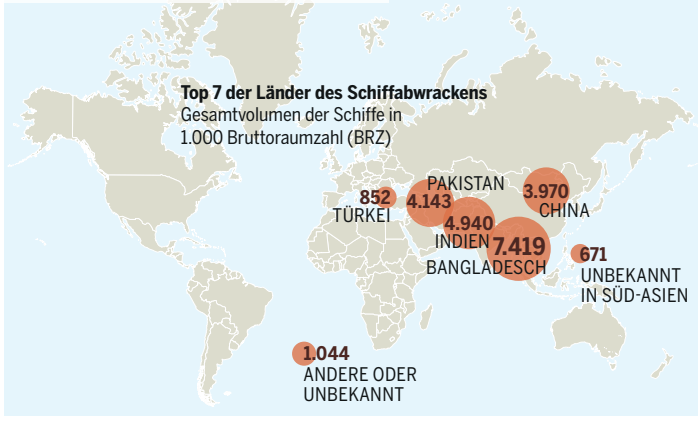 Top 7 der Länder des Schiffabwrackens
Gesamtvolumen der Schiffe in
1.000 Bruttoraumzahl (BRZ)
PAKISTAN
4.143
852
TÜRKEI
3.970
CHINA
4.940
INDIEN
7.419
BANGLADESCH
671
UNBEKANNT
IN SÜD-ASIEN
1.044
ANDERE ODER
UNBEKANNT